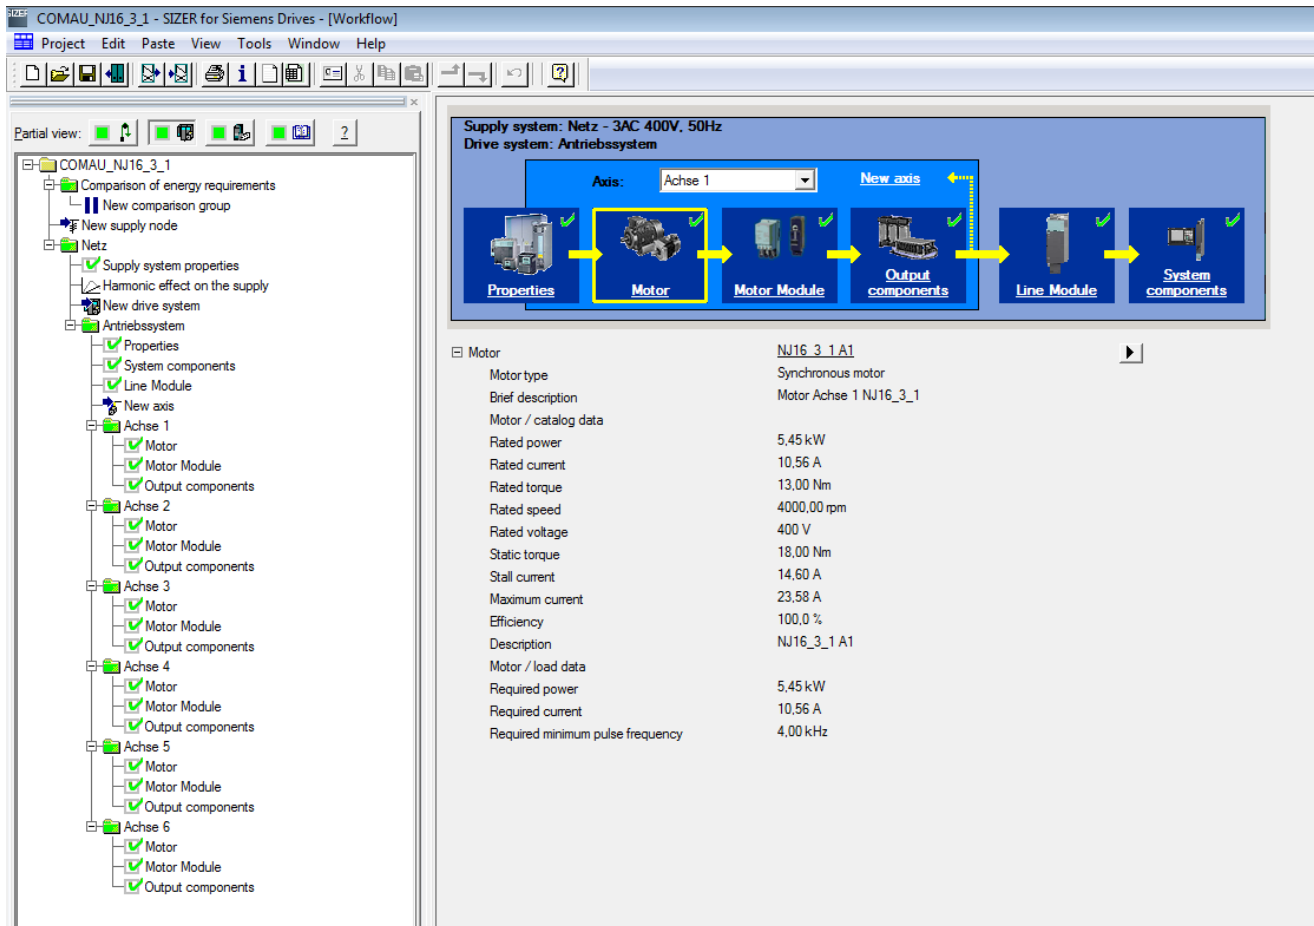 COMAU_NJ16_3_1 - SIZER for Siemens Drives - [Workflow]
Project Edit Paste View Tools Window Help
Partial view: ?
COMAU_NJ16_3_1
Comparison of energy requirements
New comparison group
New supply node
Netz
Supply system properties
Harmonic effect on the supply
New drive system
Antriebssystem
Properties
System components
Line Module
New axis
Achse 1
Motor
Motor Module
Output components
Achse 2
Motor
Motor Module
Output components
Achse 3
Motor
Motor Module
Output components
Achse 4
Motor
Motor Module
Output components
Achse 5
Motor
Motor Module
Output components
Achse 6
Motor
Motor Module
Output components
Supply system: Netz - 3AC 400V, 50Hz
Drive system: Antriebssystem
Axis: Achse 1 New axis
Properties Motor Motor Module Output components Line Module System components
Motor NJ16_3_1 A1
Motor type Synchronous motor
Brief description Motor Achse 1 NJ16_3_1
Motor / catalog data
Rated power 5,45 kW
Rated current 10,56 A
Rated torque 13,00 Nm
Rated speed 4000,00 rpm
Rated voltage 400 V
Static torque 18,00 Nm
Stall current 14,60 A
Maximum current 23,58 A
Efficiency 100,0 %
Description NJ16_3_1 A1
Motor / load data
Required power 5,45 kW
Required current 10,56 A
Required minimum pulse frequency 4,00 kHz